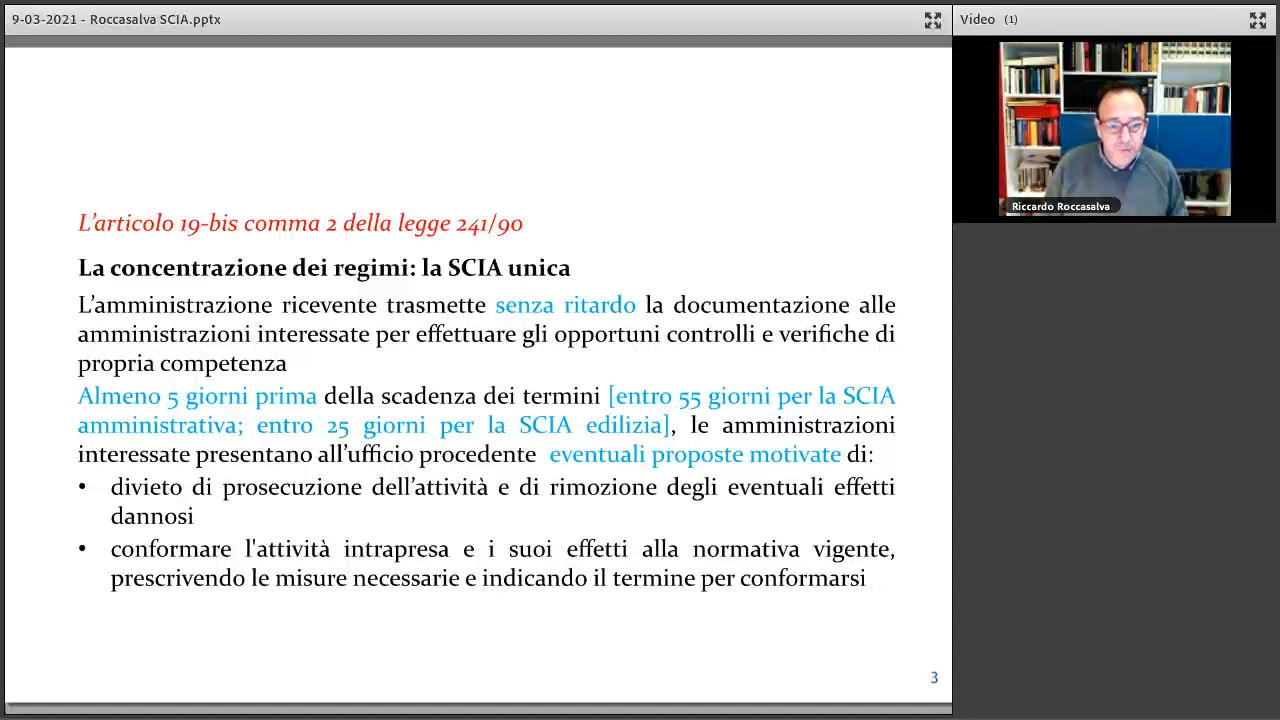 9-03-2021 - Roccasalva SCIA.pptx
Video (1)
Riccardo Roccasalva
L’articolo 19-bis comma 2 della legge 241/90
La concentrazione dei regimi: la SCIA unica
L’amministrazione ricevente trasmette senza ritardo la documentazione alle
amministrazioni interessate per effettuare gli opportuni controlli e verifiche di
propria competenza
Almeno 5 giorni prima della scadenza dei termini [entro 55 giorni per la SCIA
amministrativa; entro 25 giorni per la SCIA edilizia], le amministrazioni
interessate presentano all’ufficio procedente eventuali proposte motivate di:
• divieto di prosecuzione dell’attività e di rimozione degli eventuali effetti
dannosi
• conformare l'attività intrapresa e i suoi effetti alla normativa vigente,
prescrivendo le misure necessarie e indicando il termine per conformarsi
3